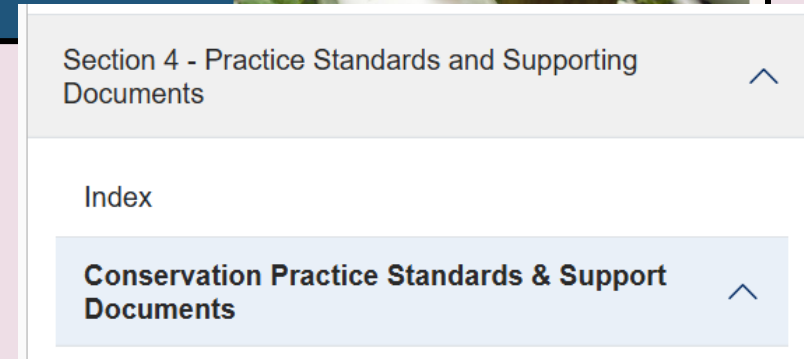 Section 4 - Practice Standards and Supporting
Documents
Index
Conservation Practice Standards & Support
Documents